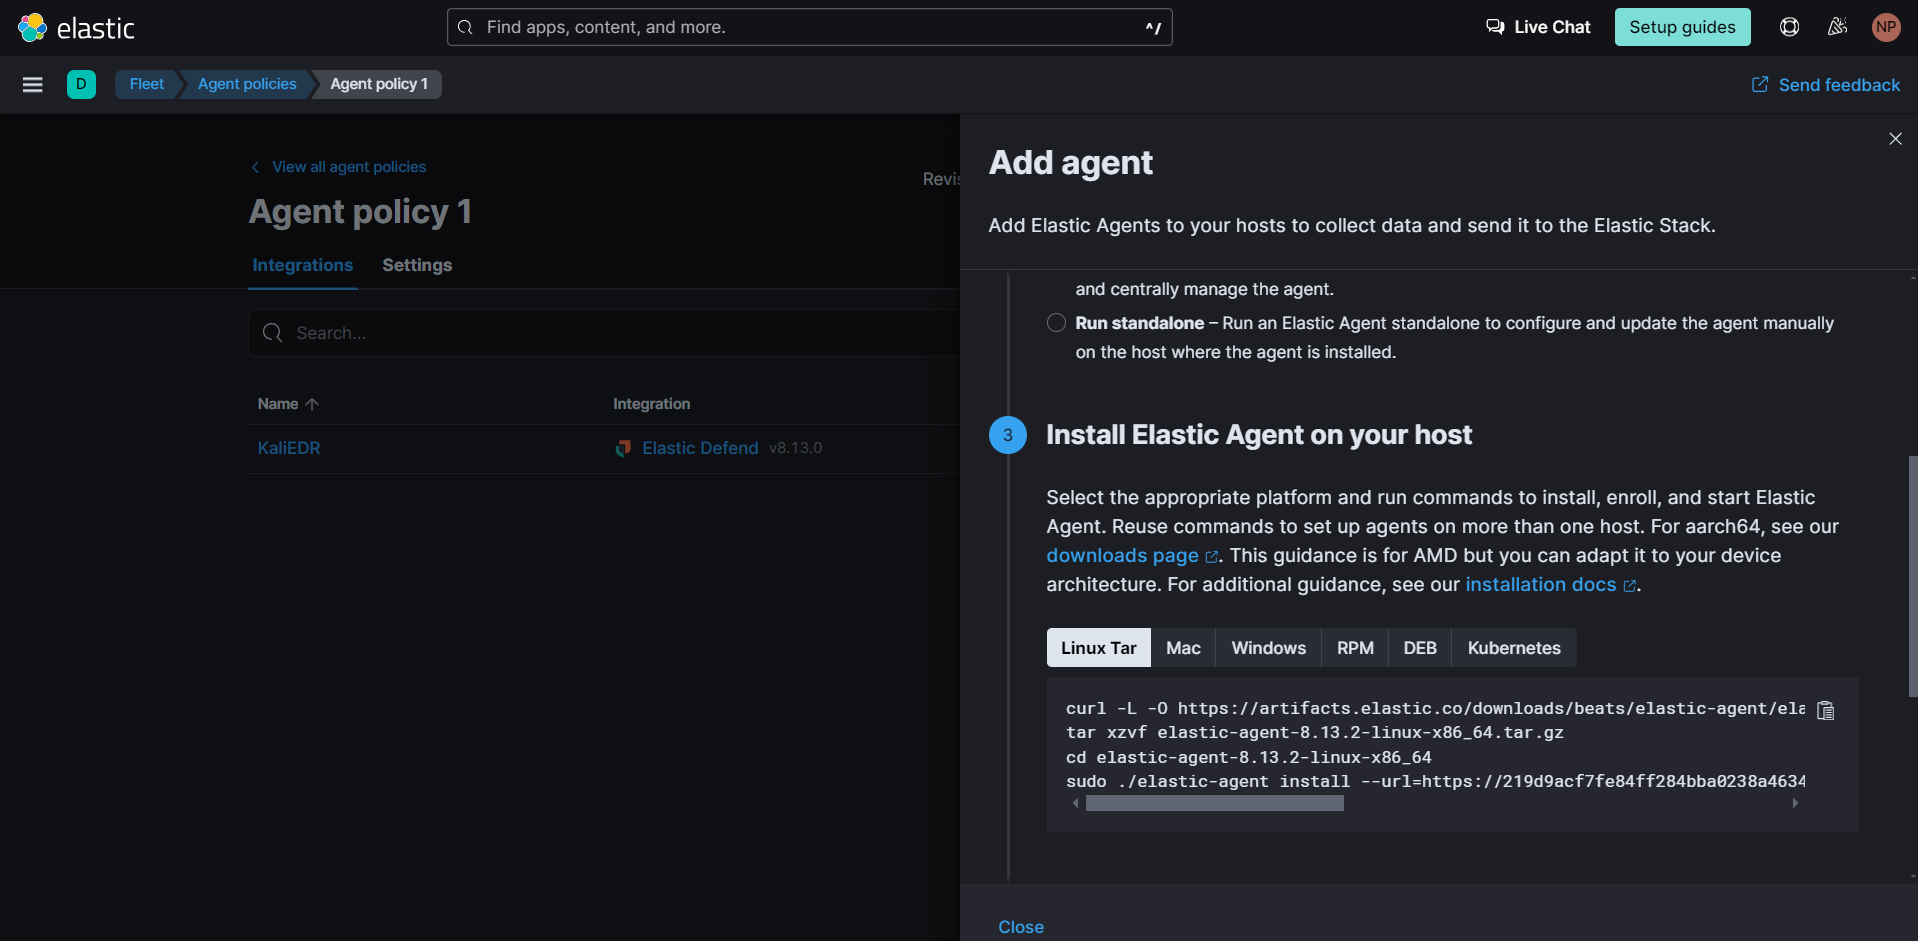 elastic
Find apps, content, and more.
^/
Live Chat
Setup guides
NP
D
Fleet
Agent policies
Agent policy 1
Send feedback
View all agent policies
Revis
Agent policy 1
Integrations
Settings
Search...
Name
Integration
KaliEDR
Elastic Defend v8.13.0
Add agent
Add Elastic Agents to your hosts to collect data and send it to the Elastic Stack.
and centrally manage the agent.
Run standalone – Run an Elastic Agent standalone to configure and update the agent manually
on the host where the agent is installed.
3
Install Elastic Agent on your host
Select the appropriate platform and run commands to install, enroll, and start Elastic
Agent. Reuse commands to set up agents on more than one host. For aarch64, see our
downloads page. This guidance is for AMD but you can adapt it to your device
architecture. For additional guidance, see our installation docs.
Linux Tar
Mac
Windows
RPM
DEB
Kubernetes
curl -L -O https://artifacts.elastic.co/downloads/beats/elastic-agent/ela
tar xzvf elastic-agent-8.13.2-linux-x86_64.tar.gz
cd elastic-agent-8.13.2-linux-x86_64
sudo ./elastic-agent install --url=https://219d9acf7fe84ff284bba0238a4634
Close